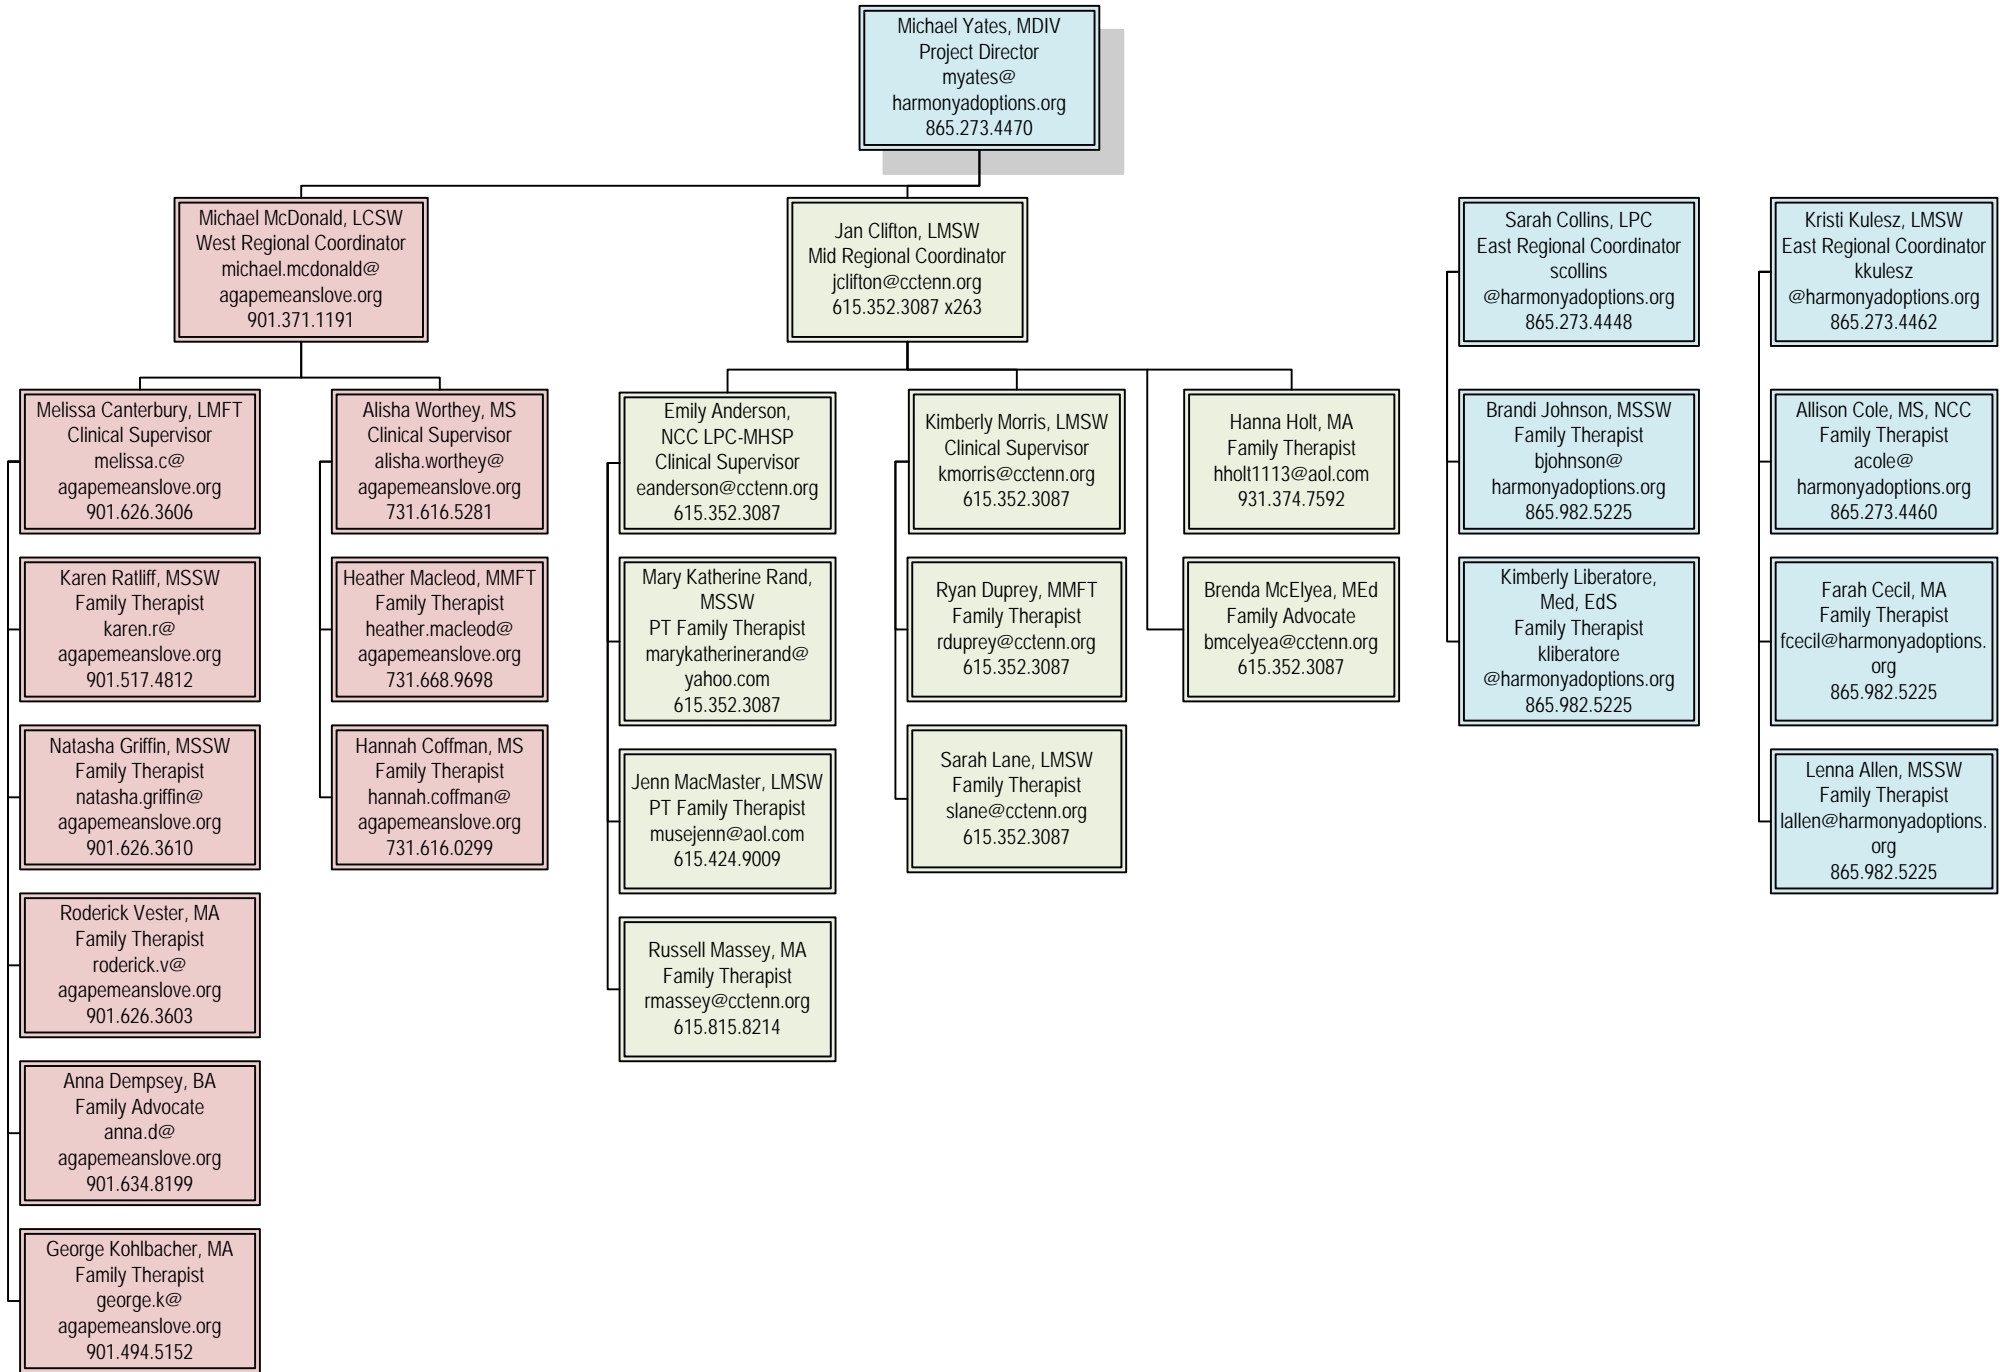 Michael Yates, MDIV
Project Director
myates@
harmonyadoptions.org
865.273.4470
Michael McDonald, LCSW
West Regional Coordinator
michael.mcdonald@
agapemeanslove.org
901.371.1191
Jan Clifton, LMSW
Mid Regional Coordinator
jclifton@cctenn.org
615.352.3087 x263
Sarah Collins, LPC
East Regional Coordinator
scollins
@harmonyadoptions.org
865.273.4448
Kristi Kulesz, LMSW
East Regional Coordinator
kkulesz
@harmonyadoptions.org
865.273.4462
Melissa Canterbury, LMFT
Clinical Supervisor
melissa.c@
agapemeanslove.org
901.626.3606
Alisha Worthey, MS
Clinical Supervisor
alisha.worthey@
agapemeanslove.org
731.616.5281
Emily Anderson,
NCC LPC-MHSP
Clinical Supervisor
eanderson@cctenn.org
615.352.3087
Kimberly Morris, LMSW
Clinical Supervisor
kmorris@cctenn.org
615.352.3087
Hanna Holt, MA
Family Therapist
hholt1113@aol.com
931.374.7592
Brandi Johnson, MSSW
Family Therapist
bjohnson@
harmonyadoptions.org
865.982.5225
Allison Cole, MS, NCC
Family Therapist
acole@
harmonyadoptions.org
865.273.4460
Karen Ratliff, MSSW
Family Therapist
karen.r@
agapemeanslove.org
901.517.4812
Heather Macleod, MMFT
Family Therapist
heather.macleod@
agapemeanslove.org
731.668.9698
Mary Katherine Rand,
MSSW
PT Family Therapist
marykatherinerand@
yahoo.com
615.352.3087
Ryan Duprey, MMFT
Family Therapist
rduprey@cctenn.org
615.352.3087
Brenda McElyea, MEd
Family Advocate
bmcelyea@cctenn.org
615.352.3087
Kimberly Liberatore,
Med, EdS
Family Therapist
kliberatore
@harmonyadoptions.org
865.982.5225
Farah Cecil, MA
Family Therapist
fcecil@harmonyadoptions.
org
865.982.5225
Natasha Griffin, MSSW
Family Therapist
natasha.griffin@
agapemeanslove.org
901.626.3610
Hannah Coffman, MS
Family Therapist
hannah.coffman@
agapemeanslove.org
731.616.0299
Jenn MacMaster, LMSW
PT Family Therapist
musejenn@aol.com
615.424.9009
Sarah Lane, LMSW
Family Therapist
slane@cctenn.org
615.352.3087
Lenna Allen, MSSW
Family Therapist
lallen@harmonyadoptions.
org
865.982.5225
Roderick Vester, MA
Family Therapist
roderick.v@
agapemeanslove.org
901.626.3603
Russell Massey, MA
Family Therapist
rmassey@cctenn.org
615.815.8214
Anna Dempsey, BA
Family Advocate
anna.d@
agapemeanslove.org
901.634.8199
George Kohlbacher, MA
Family Therapist
george.k@
agapemeanslove.org
901.494.5152